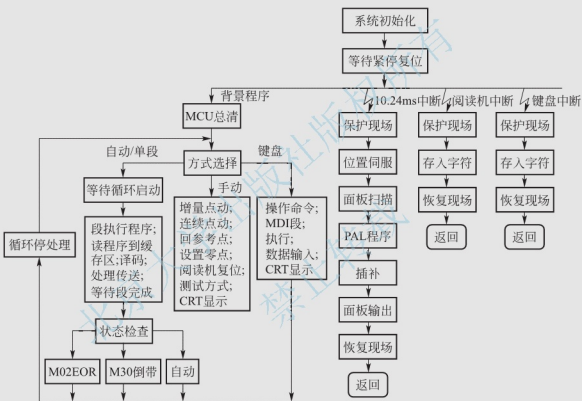 系统初始化
等待紧停复位
背景程序
10.24ms中断
阅读机中断
键盘中断
MCU总清
保护现场
保护现场
保护现场
自动/单段
方式选择
键盘
位置伺服
存入字符
存入字符
等待循环启动
手动
面板扫描
恢复现场
恢复现场
循环停处理
段执行程序;
读程序到缓
存区;译码;
处理传送;
等待段完成
增量点动;
连续点动;
回参考点;
设置零点;
阅读机复位;
测试方式;
CRT显示
操作命令;
MDI段;
执行;
数据输入;
CRT显示
PAL程序
返回
返回
插补
状态检查
面板输出
M02EOR
M30倒带
自动
恢复现场
返回